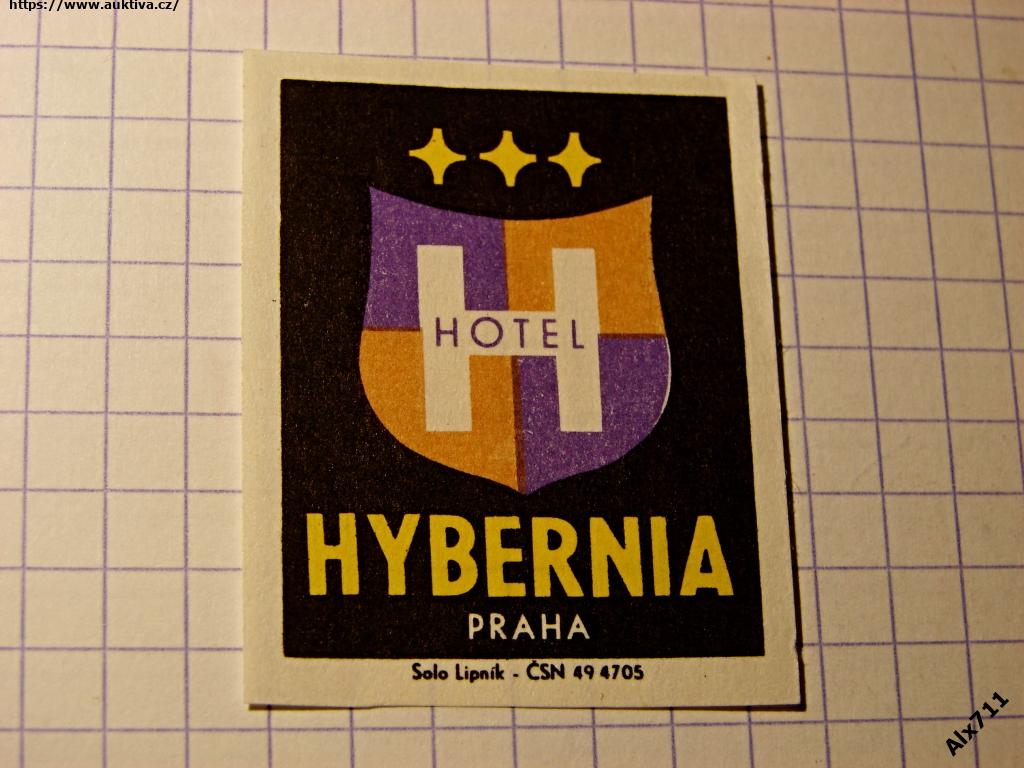 https://www.auktiva.cz/
HOTEL
HYBERNIA
PRAHA
Solo Lipník - ČSN 49 4705
Alx711